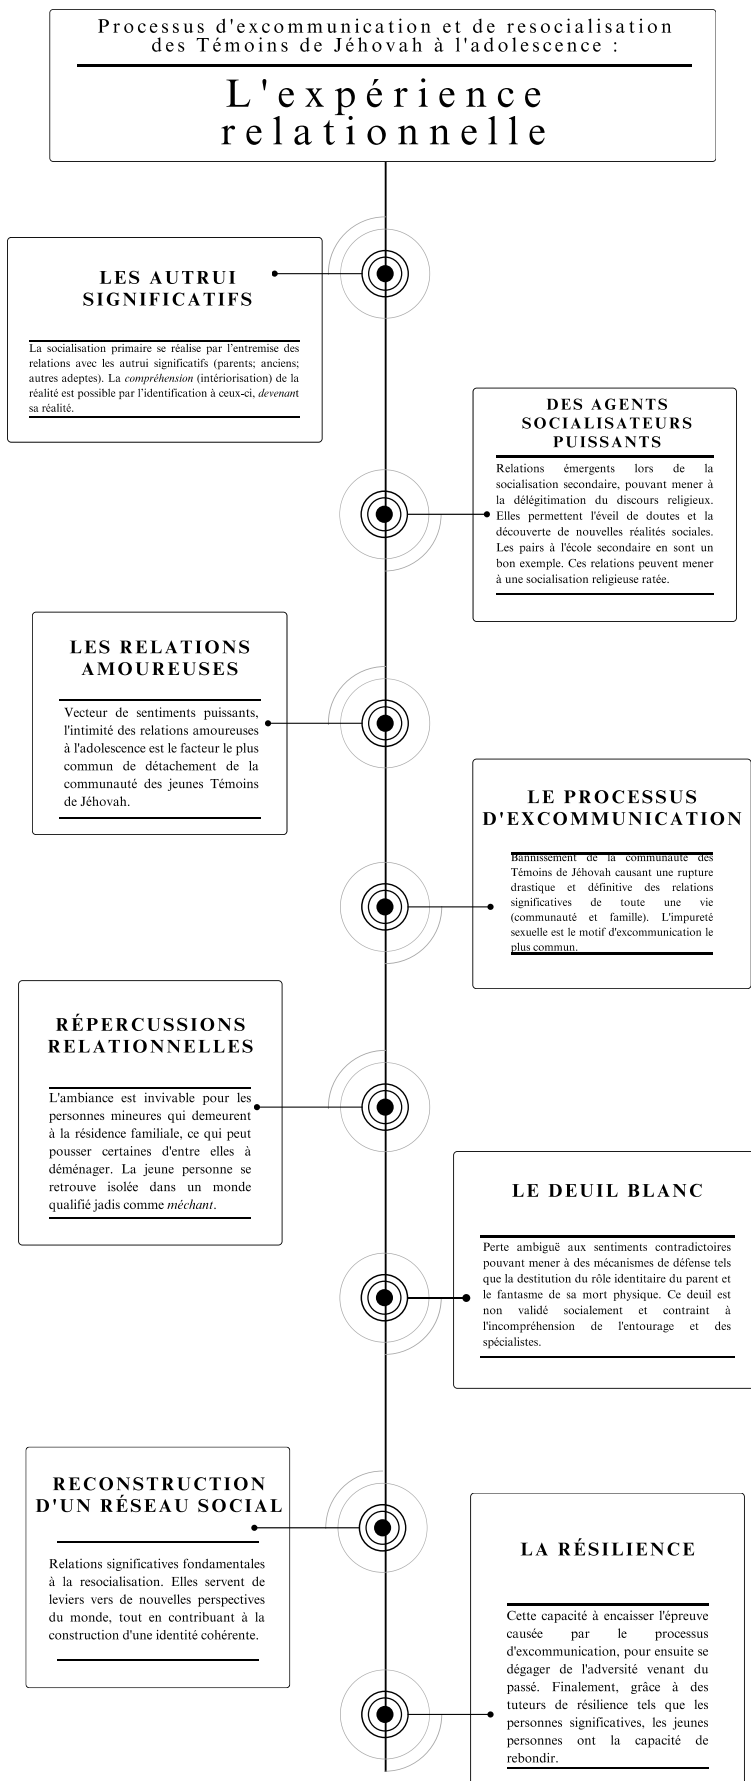 Processus d'excommunication et de resocialisation
des Témoins de Jéhovah à l'adolescence :
L'expérience
relationnelle
LES AUTRUI
SIGNIFICATIFS
La socialisation primaire se réalise par l'entremise des
relations avec les autrui significatifs (parents; anciens;
autres adeptes). La compréhension (intériorisation) de la
réalité est possible par l'identification à ceux-ci, devenant
sa réalité.
DES AGENTS
SOCIALISATEURS
PUISSANTS
Relations émergents lors de la
socialisation secondaire, pouvant mener à
la délégitimation du discours religieux.
Elles permettent l'éveil de doutes et la
découverte de nouvelles réalités sociales.
Les pairs à l'école secondaire en sont un
bon exemple. Ces relations peuvent mener
à une socialisation religieuse ratée.
LES RELATIONS
AMOUREUSES
Vecteur de sentiments puissants,
l'intimité des relations amoureuses
à l'adolescence est le facteur le plus
commun de détachement de la
communauté des jeunes Témoins
de Jéhovah.
LE PROCESSUS
D'EXCOMMUNICATION
Bannissement de la communauté des
Témoins de Jéhovah causant une rupture
drastique et définitive des relations
significatives de toute une vie
(communauté et famille). L'impureté
sexuelle est le motif d'excommunication le
plus commun.
RÉPERCUSSIONS
RELATIONNELLES
L'ambiance est invivable pour les
personnes mineures qui demeurent
à la résidence familiale, ce qui peut
pousser certaines d'entre elles à
déménager. La jeune personne se
retrouve isolée dans un monde
qualifié jadis comme méchant.
LE DEUIL BLANC
Perte ambiguë aux sentiments contradictoires
pouvant mener à des mécanismes de défense tels
que la destitution du rôle identitaire du parent et
le fantasme de sa mort physique. Ce deuil est
non validé socialement et contraint à
l'incompréhension de l'entourage et des
spécialistes.
RECONSTRUCTION
D'UN RÉSEAU SOCIAL
Relations significatives fondamentales
à la resocialisation. Elles servent de
leviers vers de nouvelles perspectives
du monde, tout en contribuant à la
construction d'une identité cohérente.
LA RÉSILIENCE
Cette capacité à encaisser l'épreuve
causée par le processus
d'excommunication, pour ensuite se
dégager de l'adversité venant du
passé. Finalement, grâce à des
tuteurs de résilience tels que les
personnes significatives, les jeunes
personnes ont la capacité de
rebondir.